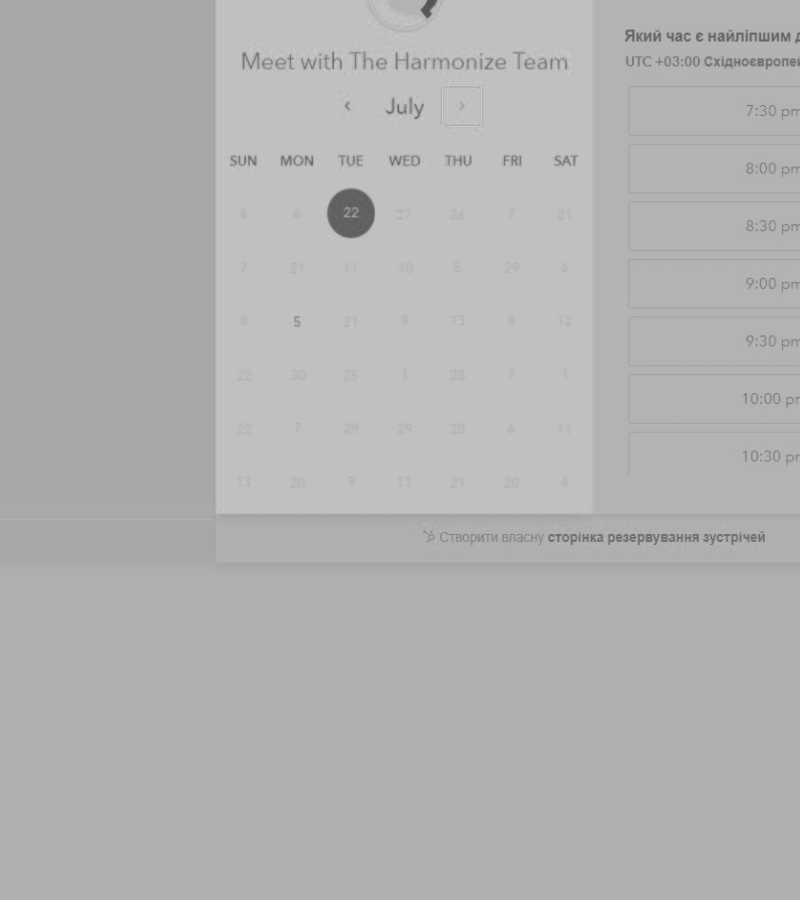 Meet with The Harmonize Team
July
SUN MON TUE WED THU FRI SAT
6 6 22 27 26 7 21
7 21 11 10 5 29 6
8 5 21 9 13 8 12
22 30 25 1 28 7 1
22 7 29 29 28 6 11
13 20 9 13 21 20 4
Який час є найліпшим
UTC +03:00 Східноєвропей
7:30 pm
8:00 pm
8:30 pm
9:00 pm
9:30 pm
10:00 pm
10:30 pm
Створити власну сторінка резервування зустрічей